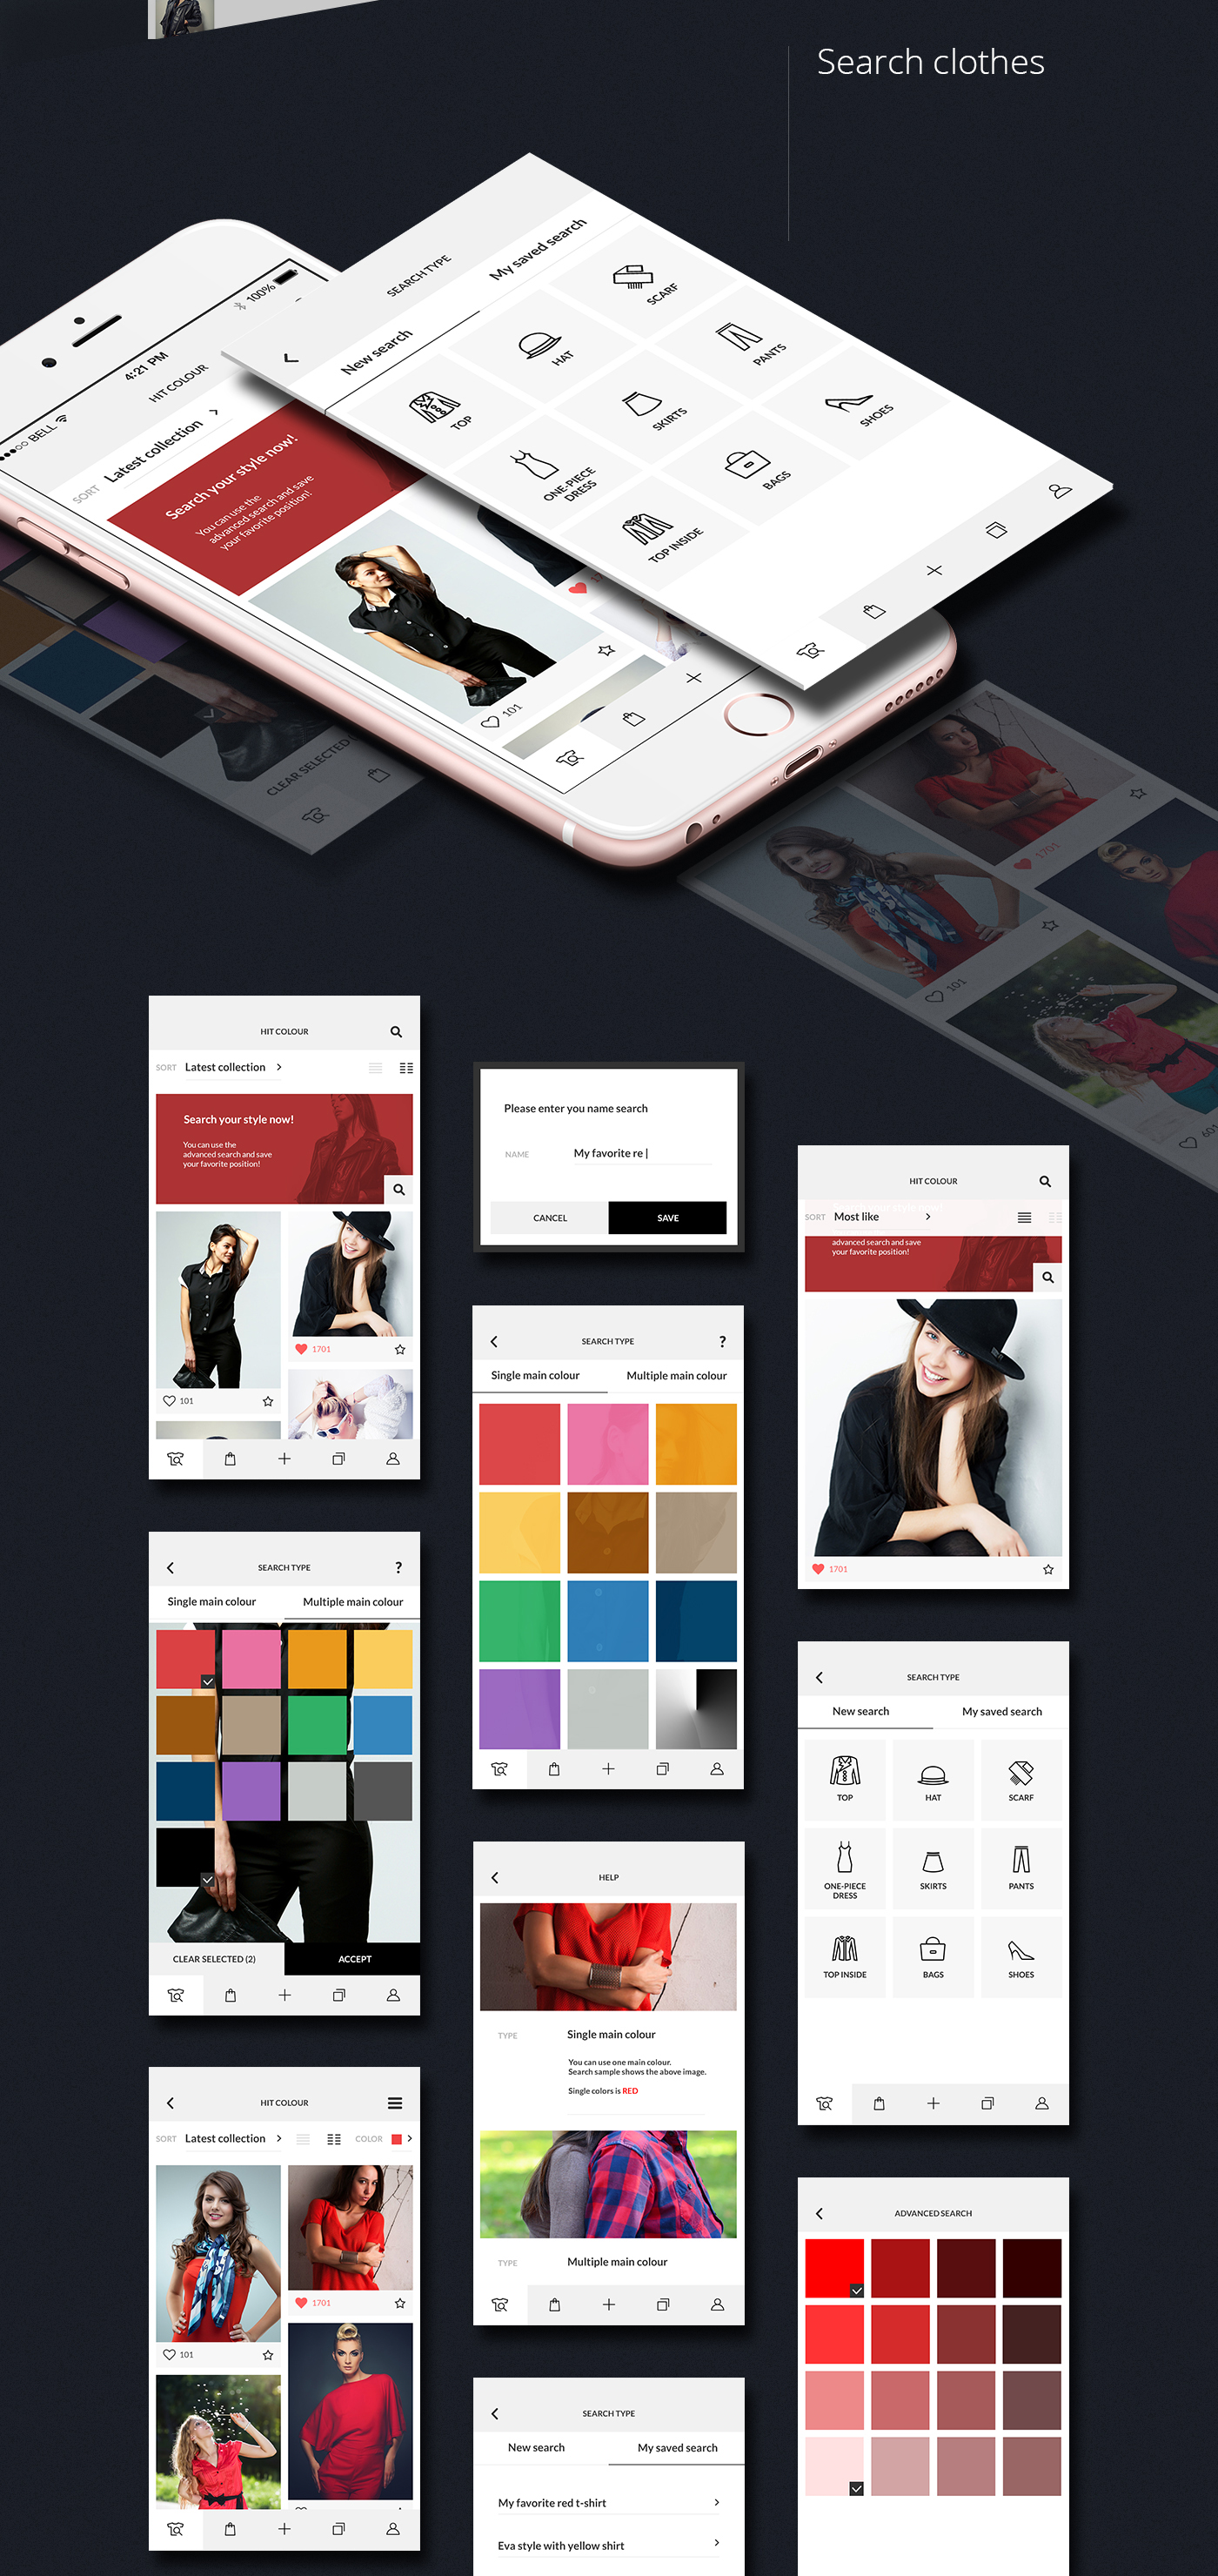 Search clothes
SEARCH TYPE
New search
My saved search
TOP
HAT
SCARF
ONE-PIECE
DRESS
SKIRTS
PANTS
TOP INSIDE
BAGS
SHOES
BELL
4:21 PM
100%
HIT COLOUR
SORT Latest collection
Search your style now!
You can use the
advanced search and save
your favorite position!
101
CLEAR SELECTED
1701
101
601
HIT COLOUR
SORT Latest collection
Search your style now!
You can use the
advanced search and save
your favorite position!
1701
101
Please enter you name search
NAME My favorite re
CANCEL SAVE
HIT COLOUR
SORT Most like
advanced search and save
your favorite position!
1701
SEARCH TYPE ?
Single main colour Multiple main colour
SEARCH TYPE ?
Single main colour Multiple main colour
CLEAR SELECTED (2) ACCEPT
SEARCH TYPE
New search My saved search
TOP HAT SCARF
ONE-PIECE
DRESS
SKIRTS PANTS
TOP INSIDE BAGS SHOES
HELP
TYPE Single main colour
You can use one main colour.
Search sample shows the above image.
Single colors is RED
TYPE Multiple main colour
HIT COLOUR
SORT Latest collection COLOR
1701
101
ADVANCED SEARCH
SEARCH TYPE
New search My saved search
My favorite red t-shirt
Eva style with yellow shirt